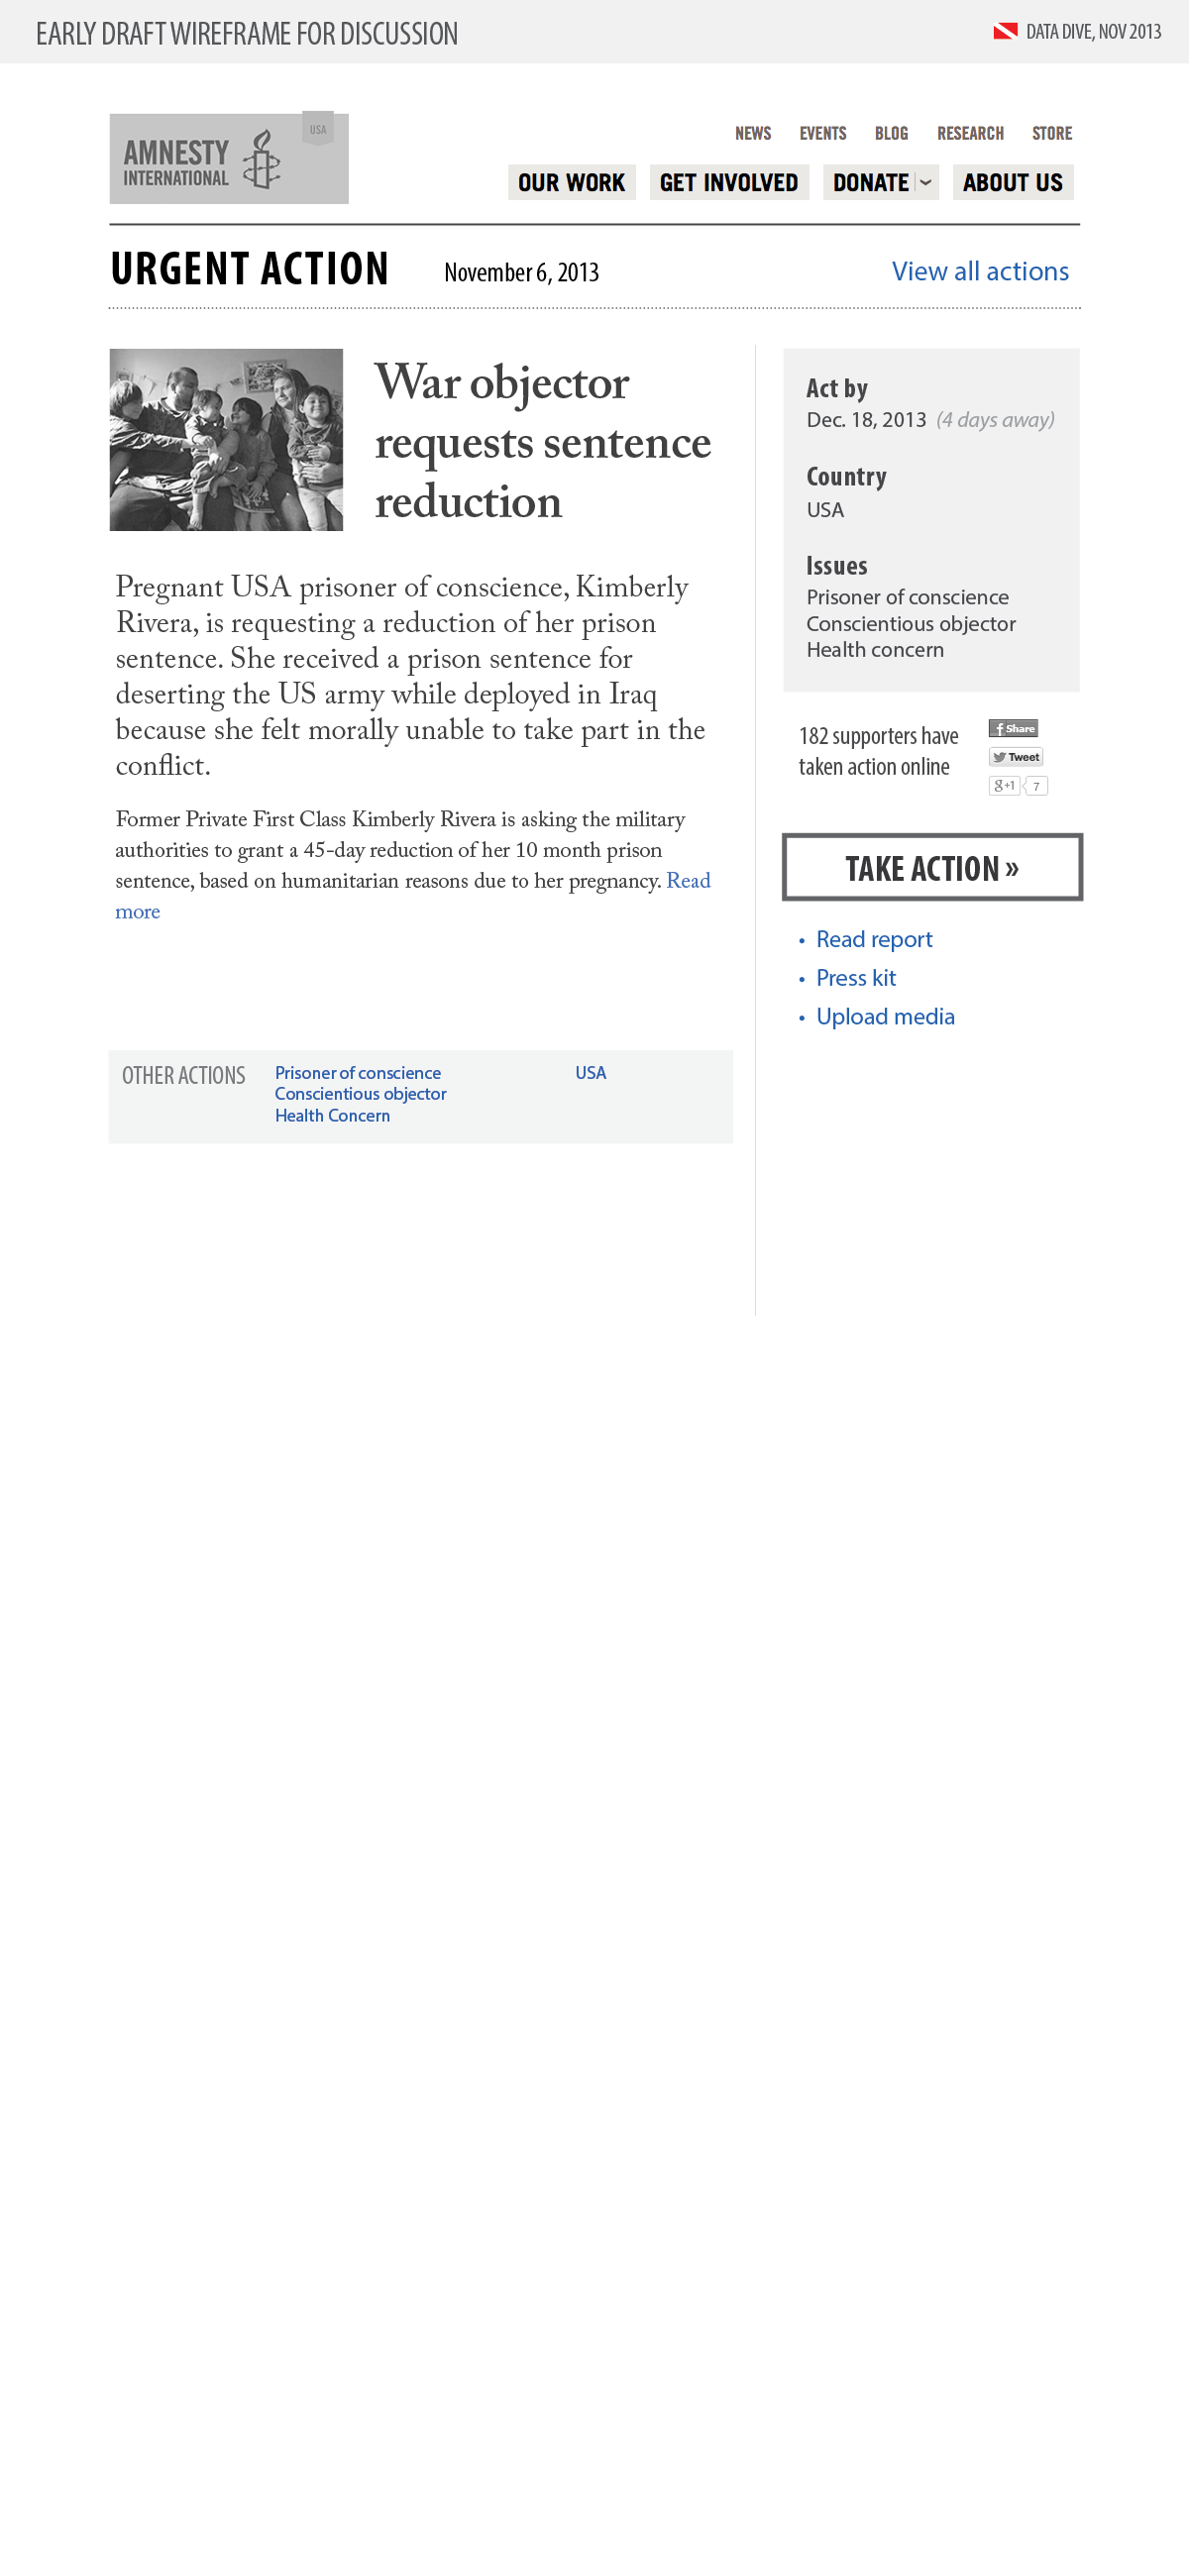 EARLY DRAFT WIREFRAME FOR DISCUSSION
DATA DIVE, NOV 2013
AMNESTY
INTERNATIONAL
USA
NEWS EVENTS BLOG RESEARCH STORE
OUR WORK GET INVOLVED DONATE ABOUT US
URGENT ACTION November 6, 2013 View all actions
War objector
requests sentence
reduction
Pregnant USA prisoner of conscience, Kimberly
Rivera, is requesting a reduction of her prison
sentence. She received a prison sentence for
deserting the US army while deployed in Iraq
because she felt morally unable to take part in the
conflict.
Former Private First Class Kimberly Rivera is asking the military
authorities to grant a 45-day reduction of her 10 month prison
sentence, based on humanitarian reasons due to her pregnancy. Read
more
OTHER ACTIONS
Prisoner of conscience
Conscientious objector
Health Concern
USA
Act by
Dec. 18, 2013 (4 days away)
Country
USA
Issues
Prisoner of conscience
Conscientious objector
Health concern
182 supporters have
taken action online
Share
Tweet
g+1 7
TAKE ACTION »
• Read report
• Press kit
• Upload media